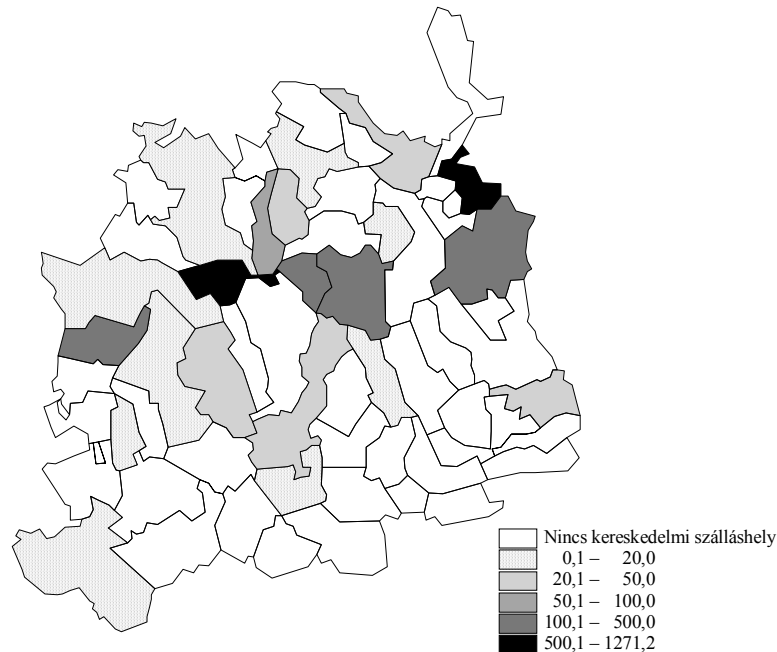 Nincs kereskedelmi szálláshely
0,1 – 20,0
20,1 – 50,0
50,1 – 100,0
100,1 – 500,0
500,1 – 1271,2